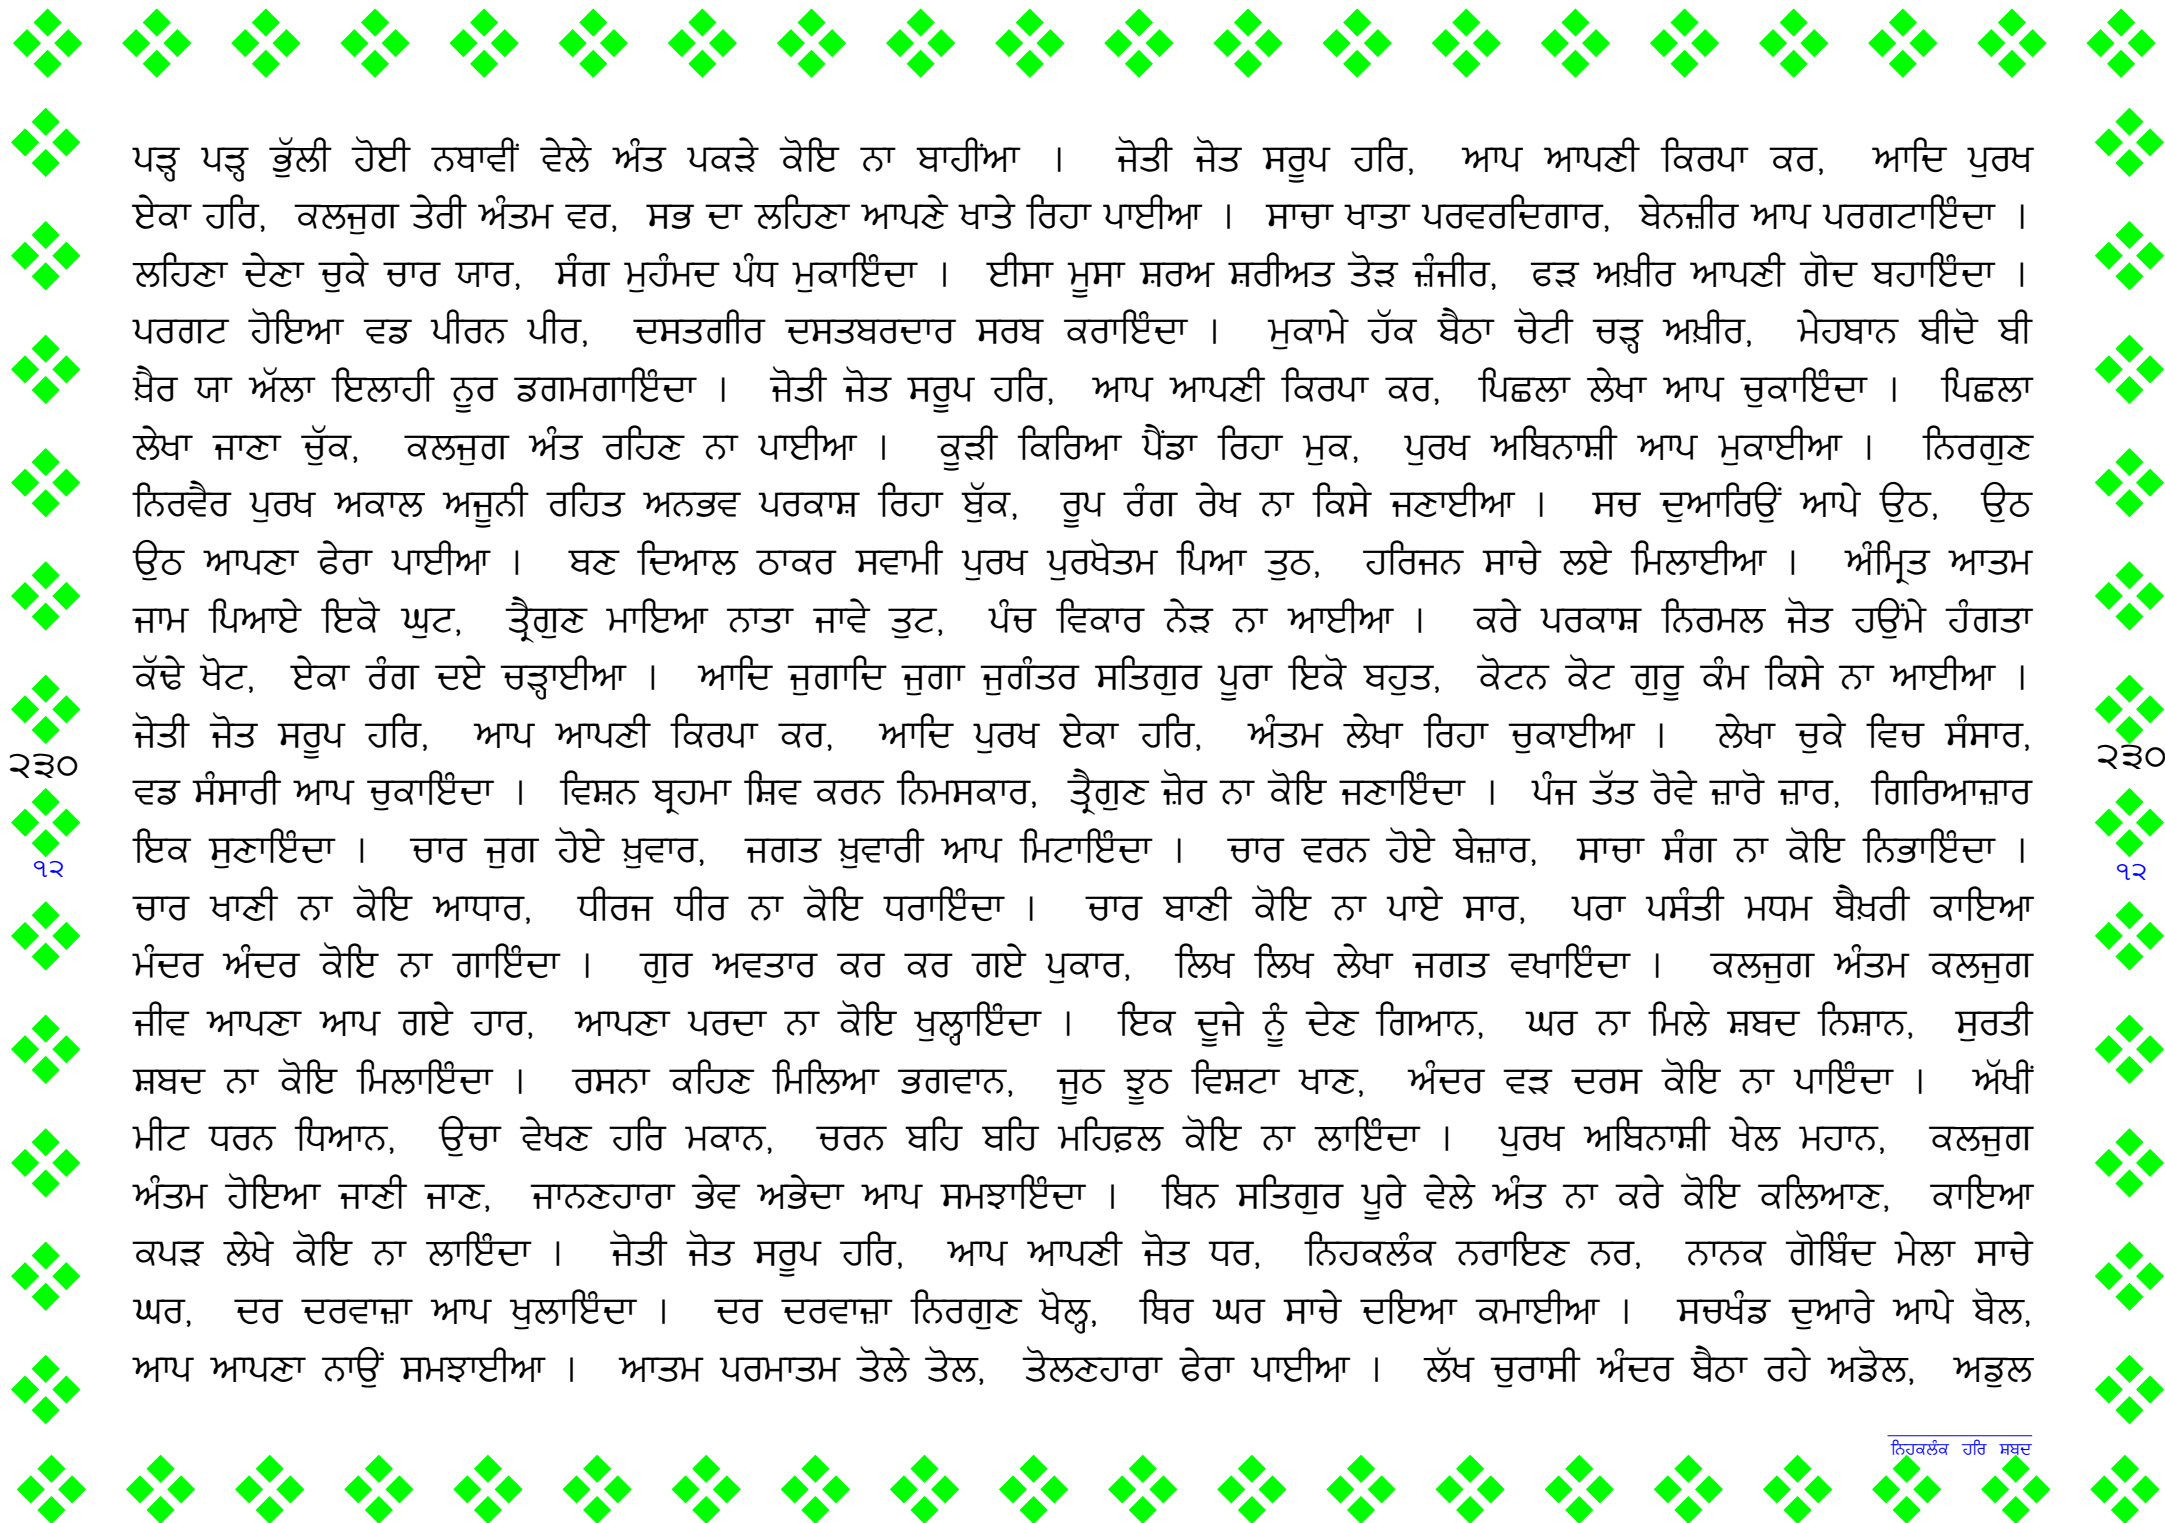 ਪੜ੍ਹ ਪੜ੍ਹ ਭੁੱਲੀ ਹੋਈ ਨਥਾਵੀਂ ਵੇਲੇ ਅੰਤ ਪਕੜੇ ਕੋਇ ਨਾ ਬਾਹੀਂਆ । ਜੋਤੀ ਜੋਤ ਸਰੂਪ ਹਰਿ, ਆਪ ਆਪਣੀ ਕਿਰਪਾ ਕਰ, ਆਦਿ ਪੁਰਖ
ਏਕਾ ਹਰਿ, ਕਲਜੁਗ ਤੇਰੀ ਅੰਤਮ ਵਰ, ਸਭ ਦਾ ਲਹਿਣਾ ਆਪਣੇ ਖਾਤੇ ਰਿਹਾ ਪਾਈਆ । ਸਾਚਾ ਖਾਤਾ ਪਰਵਰਦਿਗਾਰ, ਬੇਨਜ਼ੀਰ ਆਪ ਪਰਗਟਾਇੰਦਾ ।
ਲਹਿਣਾ ਦੇਣਾ ਚੁਕੇ ਚਾਰ ਯਾਰ, ਸੰਗ ਮੁਹੰਮਦ ਪੰਧ ਮੁਕਾਇੰਦਾ । ਈਸਾ ਮੂਸਾ ਸ਼ਰਅ ਸ਼ਰੀਅਤ ਤੋੜ ਜ਼ੰਜੀਰ, ਫੜ ਅਖ਼ੀਰ ਆਪਣੀ ਗੋਦ ਬਹਾਇੰਦਾ ।
ਪਰਗਟ ਹੋਇਆ ਵਡ ਪੀਰਨ ਪੀਰ, ਦਸਤਗੀਰ ਦਸਤਬਰਦਾਰ ਸਰਬ ਕਰਾਇੰਦਾ । ਮੁਕਾਮੇ ਹੱਕ ਬੈਠਾ ਚੋਟੀ ਚੜ੍ਹ ਅਖ਼ੀਰ, ਮੇਹਬਾਨ ਬੀਦੋ ਬੀ
ਖ਼ੈਰ ਯਾ ਅੱਲਾ ਇਲਾਹੀ ਨੂਰ ਡਗਮਗਾਇੰਦਾ । ਜੋਤੀ ਜੋਤ ਸਰੂਪ ਹਰਿ, ਆਪ ਆਪਣੀ ਕਿਰਪਾ ਕਰ, ਪਿਛਲਾ ਲੇਖਾ ਆਪ ਚੁਕਾਇੰਦਾ । ਪਿਛਲਾ
ਲੇਖਾ ਜਾਣਾ ਚੁੱਕ, ਕਲਜੁਗ ਅੰਤ ਰਹਿਣ ਨਾ ਪਾਈਆ । ਕੂੜੀ ਕਿਰਿਆ ਪੈਂਡਾ ਰਿਹਾ ਮੁਕ, ਪੁਰਖ ਅਬਿਨਾਸ਼ੀ ਆਪ ਮੁਕਾਈਆ । ਨਿਰਗੁਣ
ਨਿਰਵੈਰ ਪੁਰਖ ਅਕਾਲ ਅਜੂਨੀ ਰਹਿਤ ਅਨਭਵ ਪਰਕਾਸ਼ ਰਿਹਾ ਬੁੱਕ, ਰੂਪ ਰੰਗ ਰੇਖ ਨਾ ਕਿਸੇ ਜਣਾਈਆ । ਸਚ ਦੁਆਰਿਉਂ ਆਪੇ ਉਠ, ਉਠ
ਉਠ ਆਪਣਾ ਫੇਰਾ ਪਾਈਆ । ਬਣ ਦਿਆਲ ਠਾਕਰ ਸਵਾਮੀ ਪੁਰਖ ਪੁਰਖੋਤਮ ਪਿਆ ਤੁਠ, ਹਰਿਜਨ ਸਾਚੇ ਲਏ ਮਿਲਾਈਆ । ਅੰਮ੍ਰਿਤ ਆਤਮ
ਜਾਮ ਪਿਆਏ ਇਕੋ ਘੁਟ, ਤ੍ਰੈਗੁਣ ਮਾਇਆ ਨਾਤਾ ਜਾਵੇ ਤੁਟ, ਪੰਚ ਵਿਕਾਰ ਨੇੜ ਨਾ ਆਈਆ । ਕਰੇ ਪਰਕਾਸ਼ ਨਿਰਮਲ ਜੋਤ ਹਉਂਮੇ ਹੰਗਤਾ
ਕੱਢੇ ਖੋਟ, ਏਕਾ ਰੰਗ ਦਏ ਚੜ੍ਹਾਈਆ । ਆਦਿ ਜੁਗਾਦਿ ਜੁਗਾ ਜੁਗੰਤਰ ਸਤਿਗੁਰ ਪੂਰਾ ਇਕੋ ਬਹੁਤ, ਕੋਟਨ ਕੋਟ ਗੁਰੂ ਕੰਮ ਕਿਸੇ ਨਾ ਆਈਆ ।
ਜੋਤੀ ਜੋਤ ਸਰੂਪ ਹਰਿ, ਆਪ ਆਪਣੀ ਕਿਰਪਾ ਕਰ, ਆਦਿ ਪੁਰਖ ਏਕਾ ਹਰਿ, ਅੰਤਮ ਲੇਖਾ ਰਿਹਾ ਚੁਕਾਈਆ । ਲੇਖਾ ਚੁਕੇ ਵਿਚ ਸੰਸਾਰ,
੨੩੦ ੨੩੦
ਵਡ ਸੰਸਾਰੀ ਆਪ ਚੁਕਾਇੰਦਾ । ਵਿਸ਼ਨ ਬ੍ਰਹਮਾ ਸ਼ਿਵ ਕਰਨ ਨਿਮਸਕਾਰ, ਤ੍ਰੈਗੁਣ ਜ਼ੋਰ ਨਾ ਕੋਇ ਜਣਾਇੰਦਾ । ਪੰਜ ਤੱਤ ਰੋਵੇ ਜ਼ਾਰੋ ਜ਼ਾਰ, ਗਿਰਿਆਜ਼ਾਰ
ਇਕ ਸੁਣਾਇੰਦਾ । ਚਾਰ ਜੁਗ ਹੋਏ ਖ਼ੁਵਾਰ, ਜਗਤ ਖ਼ੁਵਾਰੀ ਆਪ ਮਿਟਾਇੰਦਾ । ਚਾਰ ਵਰਨ ਹੋਏ ਬੇਜ਼ਾਰ, ਸਾਚਾ ਸੰਗ ਨਾ ਕੋਇ ਨਿਭਾਇੰਦਾ ।
੧੨ ੧੨
ਚਾਰ ਖਾਣੀ ਨਾ ਕੋਇ ਆਧਾਰ, ਧੀਰਜ ਧੀਰ ਨਾ ਕੋਇ ਧਰਾਇੰਦਾ । ਚਾਰ ਬਾਣੀ ਕੋਇ ਨਾ ਪਾਏ ਸਾਰ, ਪਰਾ ਪਸੰਤੀ ਮਧਮ ਬੈਖ਼ਰੀ ਕਾਇਆ
ਮੰਦਰ ਅੰਦਰ ਕੋਇ ਨਾ ਗਾਇੰਦਾ । ਗੁਰ ਅਵਤਾਰ ਕਰ ਕਰ ਗਏ ਪੁਕਾਰ, ਲਿਖ ਲਿਖ ਲੇਖਾ ਜਗਤ ਵਖਾਇੰਦਾ । ਕਲਜੁਗ ਅੰਤਮ ਕਲਜੁਗ
ਜੀਵ ਆਪਣਾ ਆਪ ਗਏ ਹਾਰ, ਆਪਣਾ ਪਰਦਾ ਨਾ ਕੋਇ ਖੁਲ੍ਹਾਇੰਦਾ । ਇਕ ਦੂਜੇ ਨੂੰ ਦੇਣ ਗਿਆਨ, ਘਰ ਨਾ ਮਿਲੇ ਸ਼ਬਦ ਨਿਸ਼ਾਨ, ਸੁਰਤੀ
ਸ਼ਬਦ ਨਾ ਕੋਇ ਮਿਲਾਇੰਦਾ । ਰਸਨਾ ਕਹਿਣ ਮਿਲਿਆ ਭਗਵਾਨ, ਜੂਠ ਝੂਠ ਵਿਸ਼ਟਾ ਖਾਣ, ਅੰਦਰ ਵੜ ਦਰਸ ਕੋਇ ਨਾ ਪਾਇੰਦਾ । ਅੱਖੀਂ
ਮੀਟ ਧਰਨ ਧਿਆਨ, ਉਚਾ ਵੇਖਣ ਹਰਿ ਮਕਾਨ, ਚਰਨ ਬਹਿ ਬਹਿ ਮਹਿਫ਼ਲ ਕੋਇ ਨਾ ਲਾਇੰਦਾ । ਪੁਰਖ ਅਬਿਨਾਸ਼ੀ ਖੇਲ ਮਹਾਨ, ਕਲਜੁਗ
ਅੰਤਮ ਹੋਇਆ ਜਾਣੀ ਜਾਣ, ਜਾਨਣਹਾਰਾ ਭੇਵ ਅਭੇਦਾ ਆਪ ਸਮਝਾਇੰਦਾ । ਬਿਨ ਸਤਿਗੁਰ ਪੂਰੇ ਵੇਲੇ ਅੰਤ ਨਾ ਕਰੇ ਕੋਇ ਕਲਿਆਣ, ਕਾਇਆ
ਕਪੜ ਲੇਖੇ ਕੋਇ ਨਾ ਲਾਇੰਦਾ । ਜੋਤੀ ਜੋਤ ਸਰੂਪ ਹਰਿ, ਆਪ ਆਪਣੀ ਜੋਤ ਧਰ, ਨਿਹਕਲੰਕ ਨਰਾਇਣ ਨਰ, ਨਾਨਕ ਗੋਬਿੰਦ ਮੇਲਾ ਸਾਚੇ
ਘਰ, ਦਰ ਦਰਵਾਜ਼ਾ ਆਪ ਖੁਲਾਇੰਦਾ । ਦਰ ਦਰਵਾਜ਼ਾ ਨਿਰਗੁਣ ਖੋਲ੍ਹ, ਥਿਰ ਘਰ ਸਾਚੇ ਦਇਆ ਕਮਾਈਆ । ਸਚਖੰਡ ਦੁਆਰੇ ਆਪੇ ਬੋਲ,
ਆਪ ਆਪਣਾ ਨਾਉਂ ਸਮਝਾਈਆ । ਆਤਮ ਪਰਮਾਤਮ ਤੋਲੇ ਤੋਲ, ਤੋਲਣਹਾਰਾ ਫੇਰਾ ਪਾਈਆ । ਲੱਖ ਚੁਰਾਸੀ ਅੰਦਰ ਬੈਠਾ ਰਹੇ ਅਡੋਲ, ਅਡੁਲ
ਨਿਹਕਲੰਕ ਹਰਿ ਸ਼ਬਦ